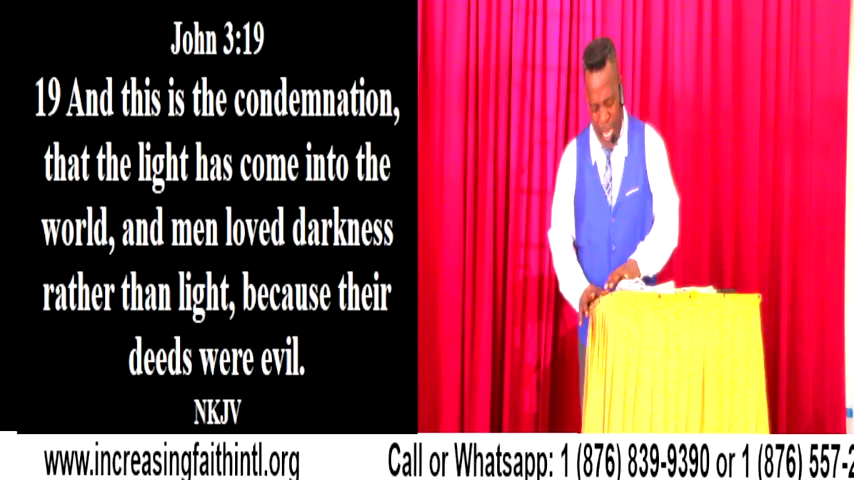 John 3:19
19 And this is the condemnation,
that the light has come into the
world, and men loved darkness
rather than light, because their
deeds were evil.
NKJV
www.increasingfaithintl.org
Call or Whatsapp: 1 (876) 839-9390 or 1 (876) 557-2